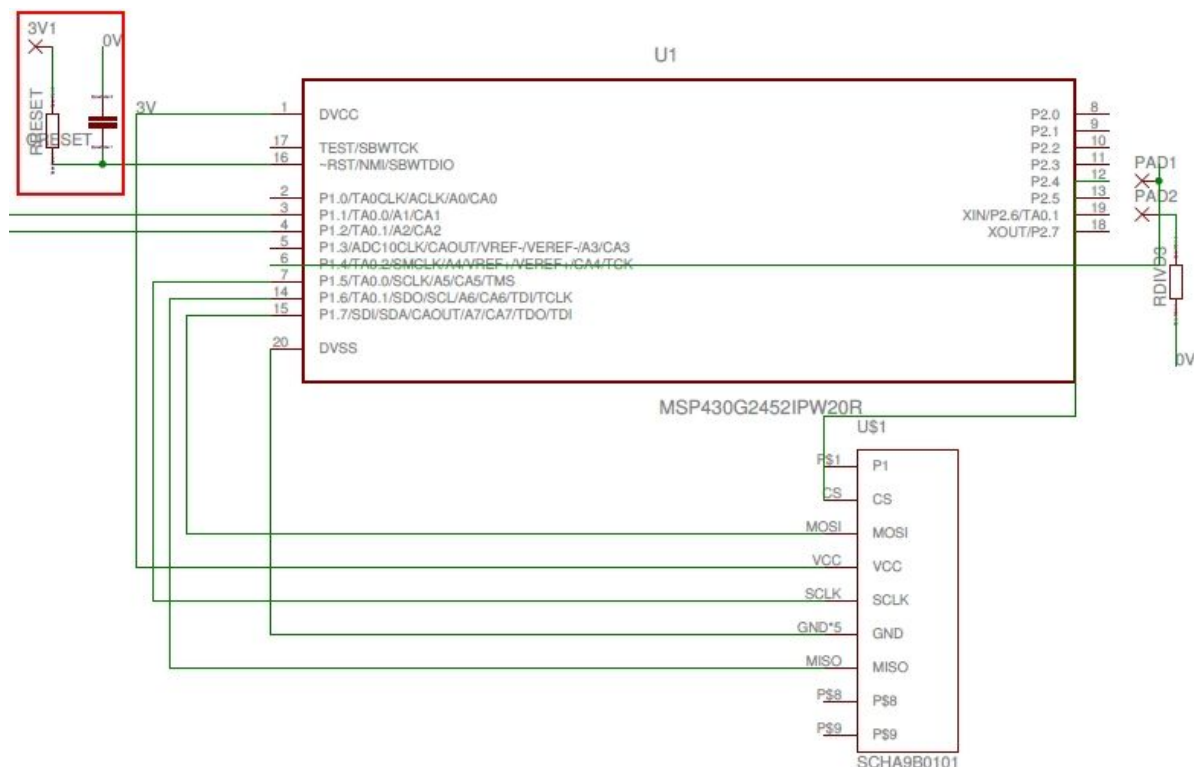 3V1
0V
RRESET
CRESET
3V
U1
1 DVCC
17 TEST/SBWTCK
16 ~RST/NMI/SBWTDIO
2 P1.0/TA0CLK/ACLK/A0/CA0
3 P1.1/TA0.0/A1/CA1
4 P1.2/TA0.1/A2/CA2
5 P1.3/ADC10CLK/CAOUT/VREF-/VEREF-/A3/CA3
6 P1.4/TA0.2/SMCLK/A4/VREF+/VEREF+/CA4/TCK
7 P1.5/TA0.0/SCLK/A5/CA5/TMS
14 P1.6/TA0.1/SDO/SCL/A6/CA6/TDI/TCLK
15 P1.7/SDI/SDA/CAOUT/A7/CA7/TDO/TDI
20 DVSS
P2.0 8
P2.1 9
P2.2 10
P2.3 11
P2.4 12
P2.5 13
XIN/P2.6/TA0.1 19
XOUT/P2.7 18
PAD1
PAD2
0V
MSP430G2452IPW20R
U$1
P$1 P1
CS CS
MOSI MOSI
VCC VCC
SCLK SCLK
GND*5 GND
MISO MISO
P$8 P$8
P$9 P$9
SCHA9B0101